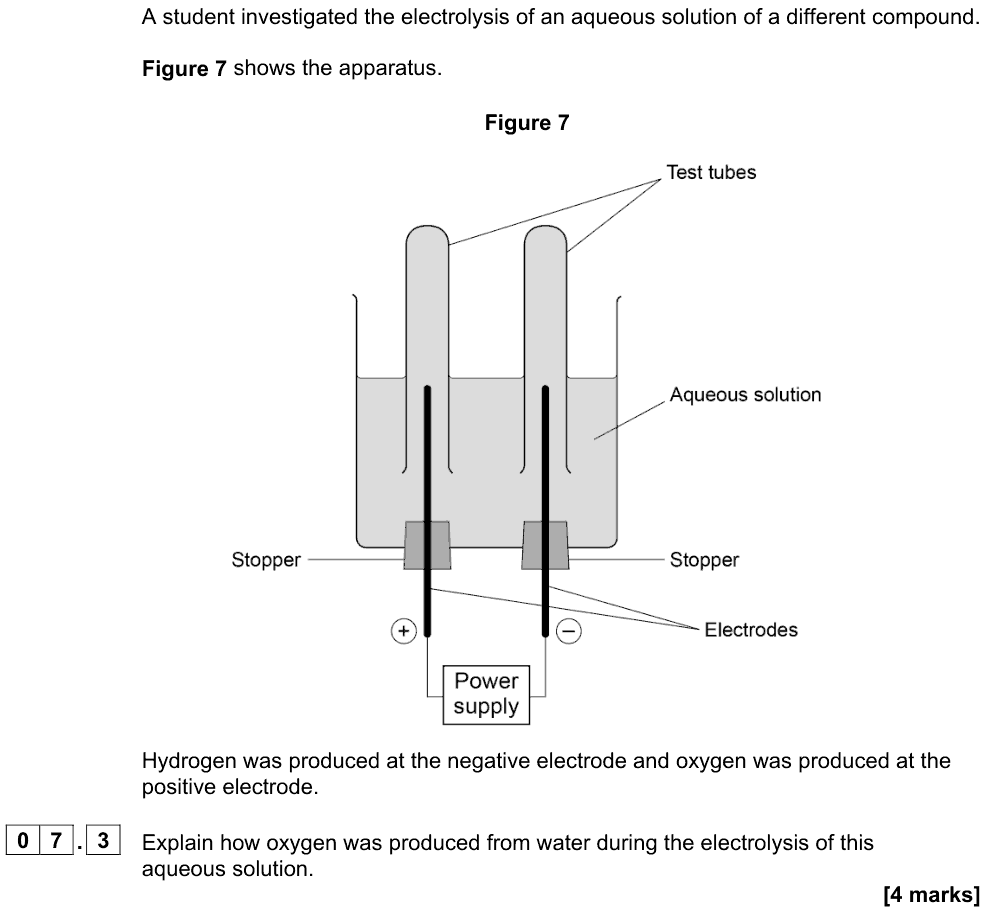 A student investigated the electrolysis of an aqueous solution of a different compound.
Figure 7 shows the apparatus.
Figure 7
Test tubes
Aqueous solution
Stopper
Stopper
Electrodes
+
−
Power
supply
Hydrogen was produced at the negative electrode and oxygen was produced at the
positive electrode.
0 7 . 3 Explain how oxygen was produced from water during the electrolysis of this
aqueous solution.
[4 marks]